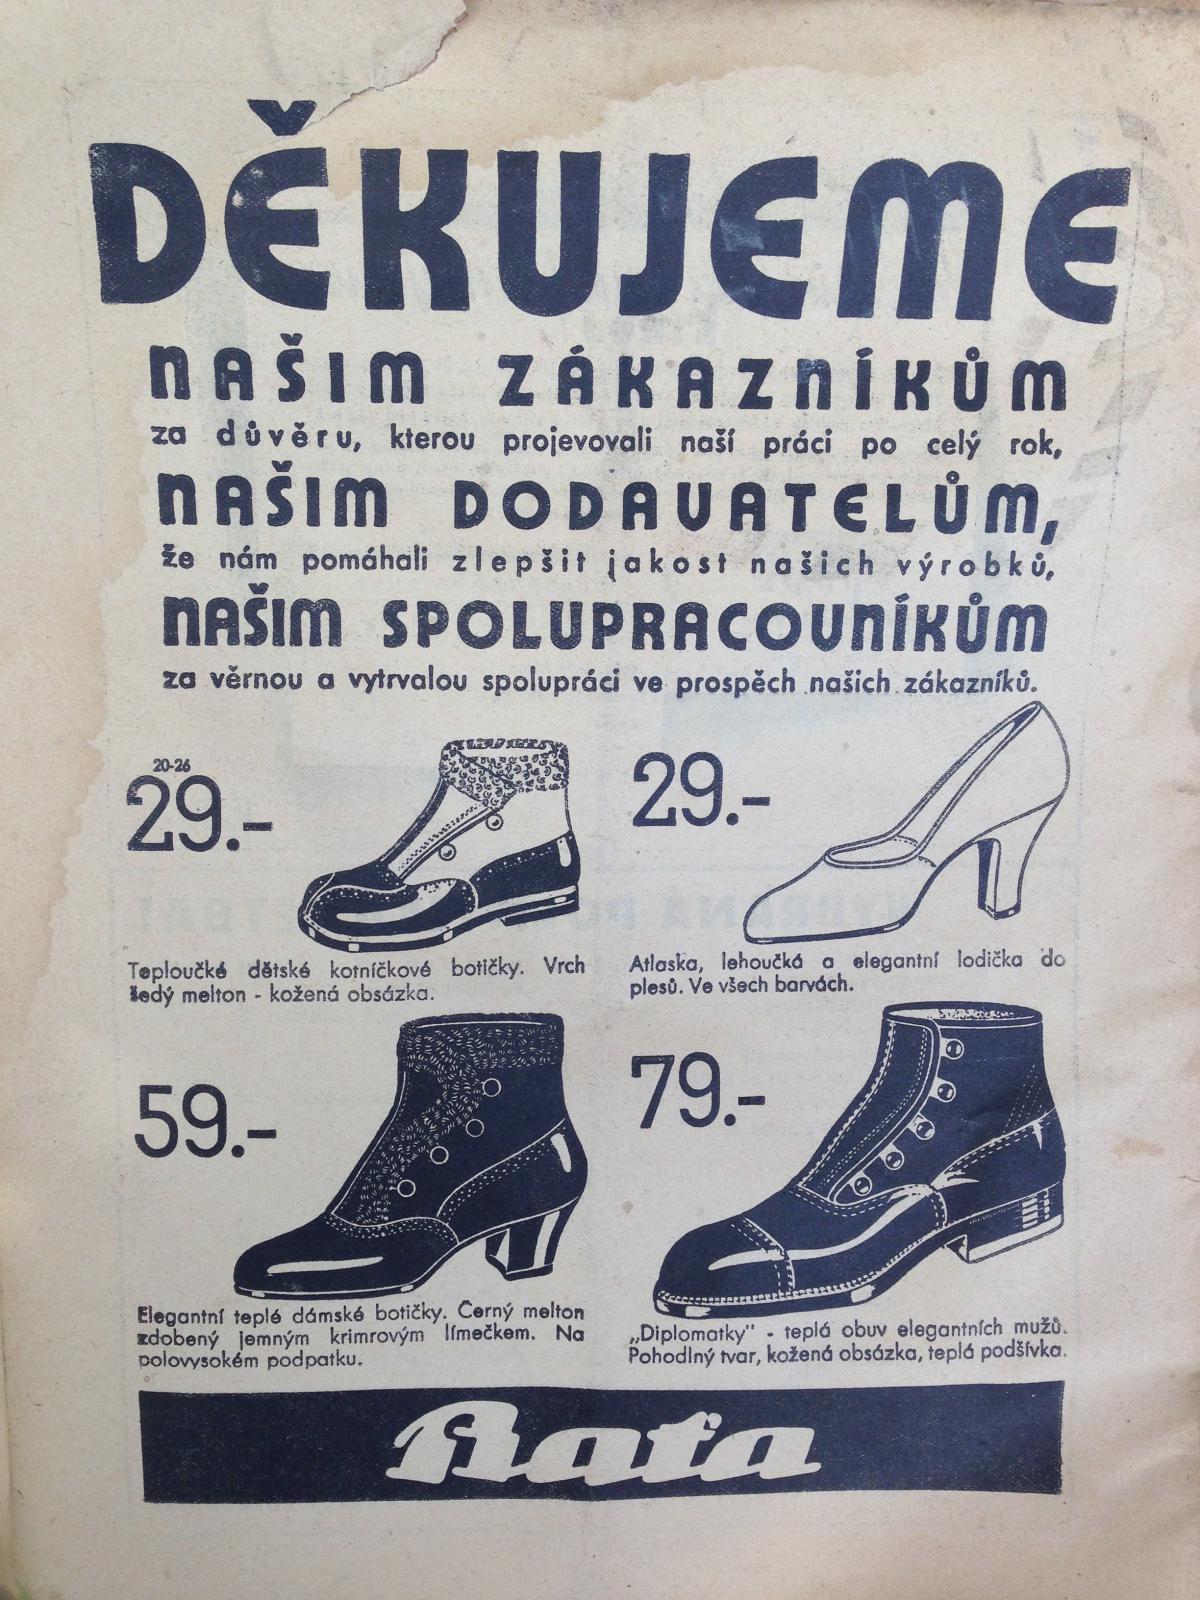 DĚKUJEME
NAŠIM ZÁKAZNÍKŮM
za důvěru, kterou projevovali naší práci po celý rok,
NAŠIM DODAVATELŮM,
že nám pomáhali zlepšit jakost našich výrobků,
NAŠIM SPOLUPRACOVNÍKŮM
za věrnou a vytrvalou spolupráci ve prospěch našich zákazníků.
20-26
29.-
Teploučké dětské kotníčkové botičky. Vrch
šedý melton - kožená obsázka.
29.-
Atlaska, lehoučká a elegantní lodička do
plesů. Ve všech barvách.
59.-
Elegantní teplé dámské botičky. Černý melton
zdobený jemným krimrovým límečkem. Na
polovysokém podpatku.
79.-
„Diplomatky" - teplá obuv elegantních mužů.
Pohodlný tvar, kožená obsázka, teplá podšívka.
Baťa